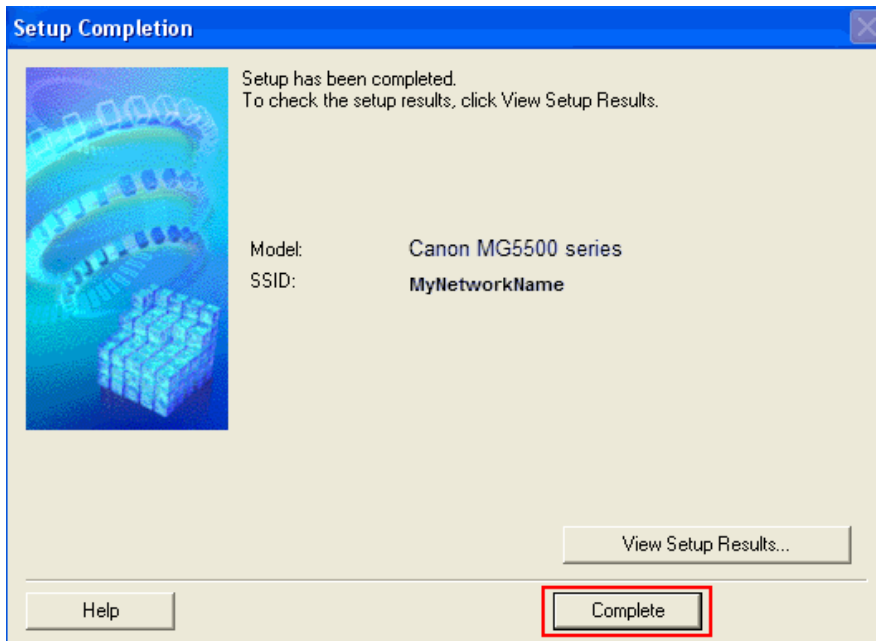 Setup Completion
Setup has been completed.
To check the setup results, click View Setup Results.
Model: Canon MG5500 series
SSID: MyNetworkName
View Setup Results...
Help Complete